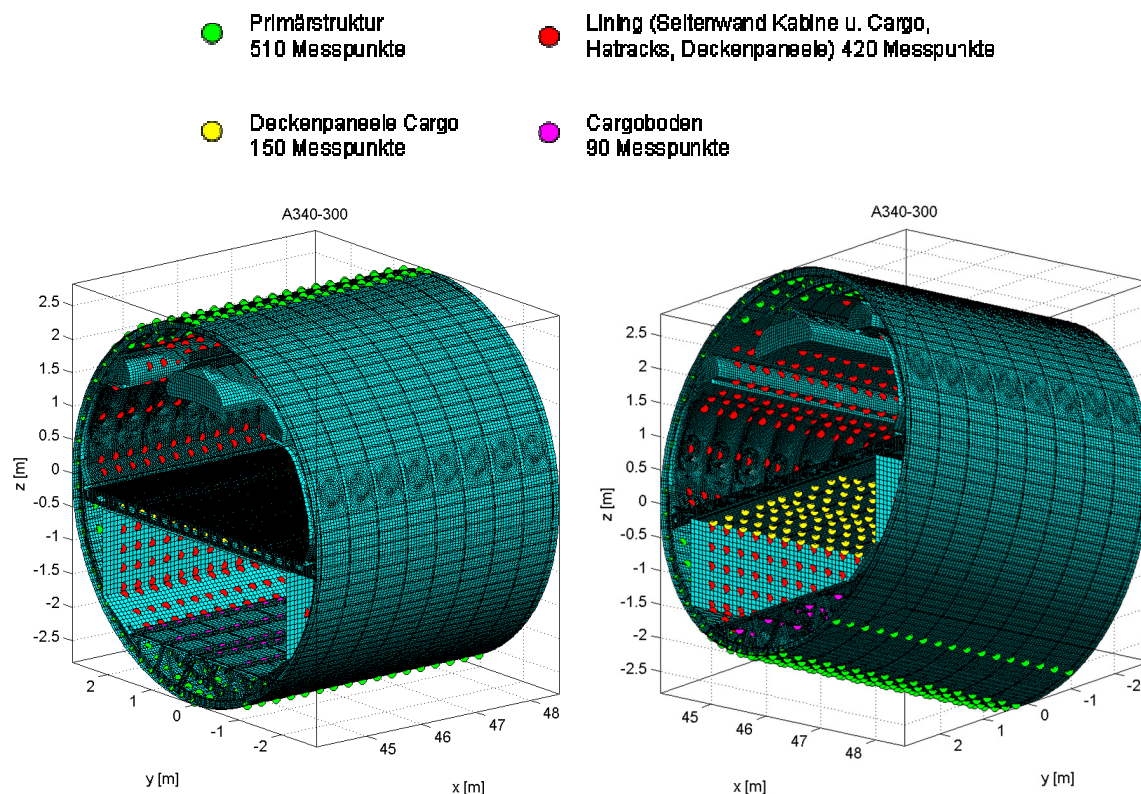 Primärstruktur
510 Messpunkte
Lining (Seitenwand Kabine u. Cargo,
Hatracks, Deckenpaneele) 420 Messpunkte
Deckenpaneele Cargo
150 Messpunkte
Cargoboden
90 Messpunkte
A340-300
2.5
2
1.5
1
0.5
0
-0.5
-1
-1.5
-2
-2.5
z [m]
2
1
0
-1
-2
y [m]
45
46
47
48
x [m]
A340-300
2.5
2
1.5
1
0.5
0
-0.5
-1
-1.5
-2
-2.5
z [m]
45
46
47
48
x [m]
2
1
0
-1
-2
y [m]